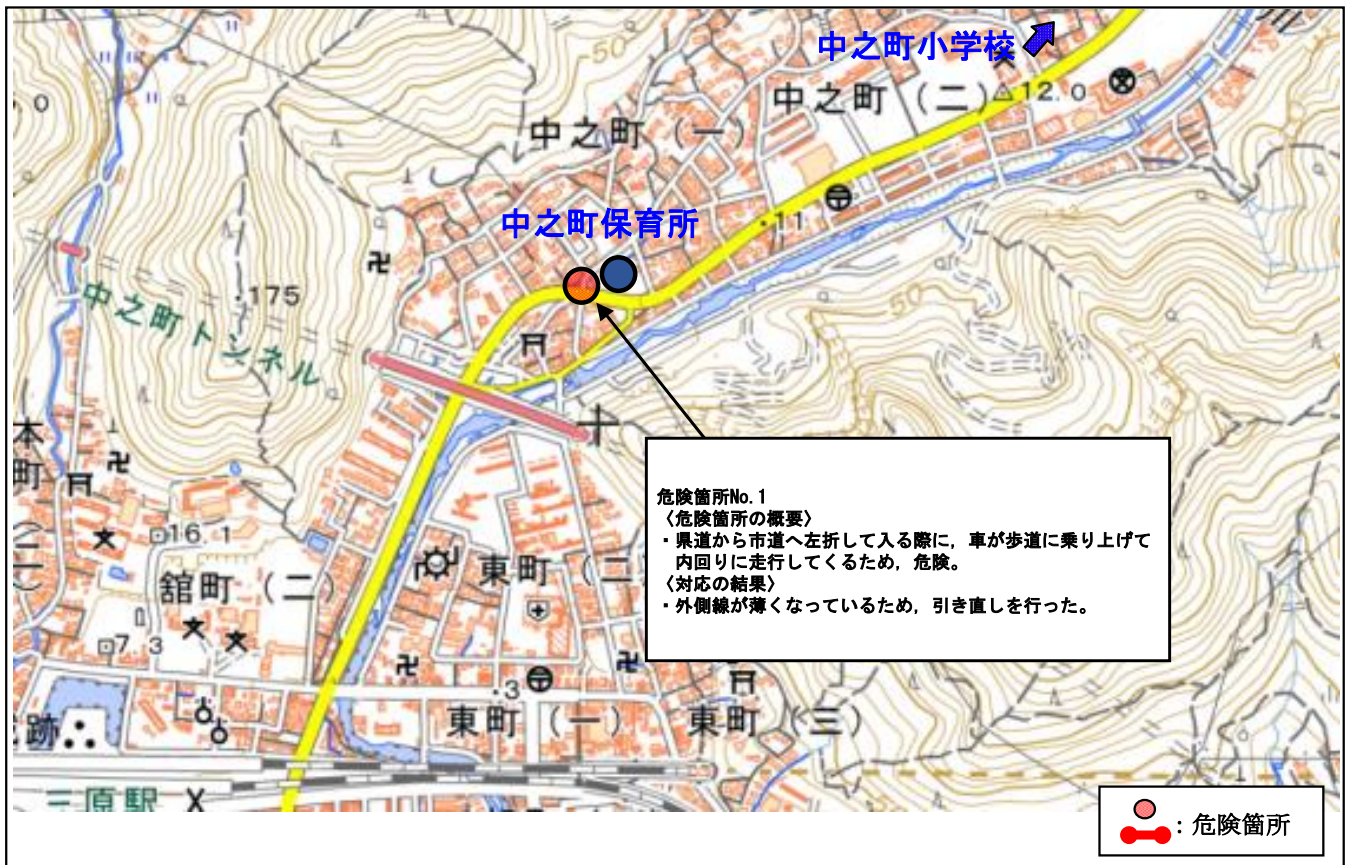 中之町小学校
50
中之町（二）
12.0
中之町（一）
中之町保育所
11
175
中之町トンネル
50
本町（二）
16.1
東町（二）
舘町（二）
7.3
3
東町（一）
東町（三）
跡
三原駅
危険箇所No.1
〈危険箇所の概要〉
・県道から市道へ左折して入る際に，車が歩道に乗り上げて
内回りに走行してくるため，危険。
〈対応の結果〉
・外側線が薄くなっているため，引き直しを行った。
：危険箇所